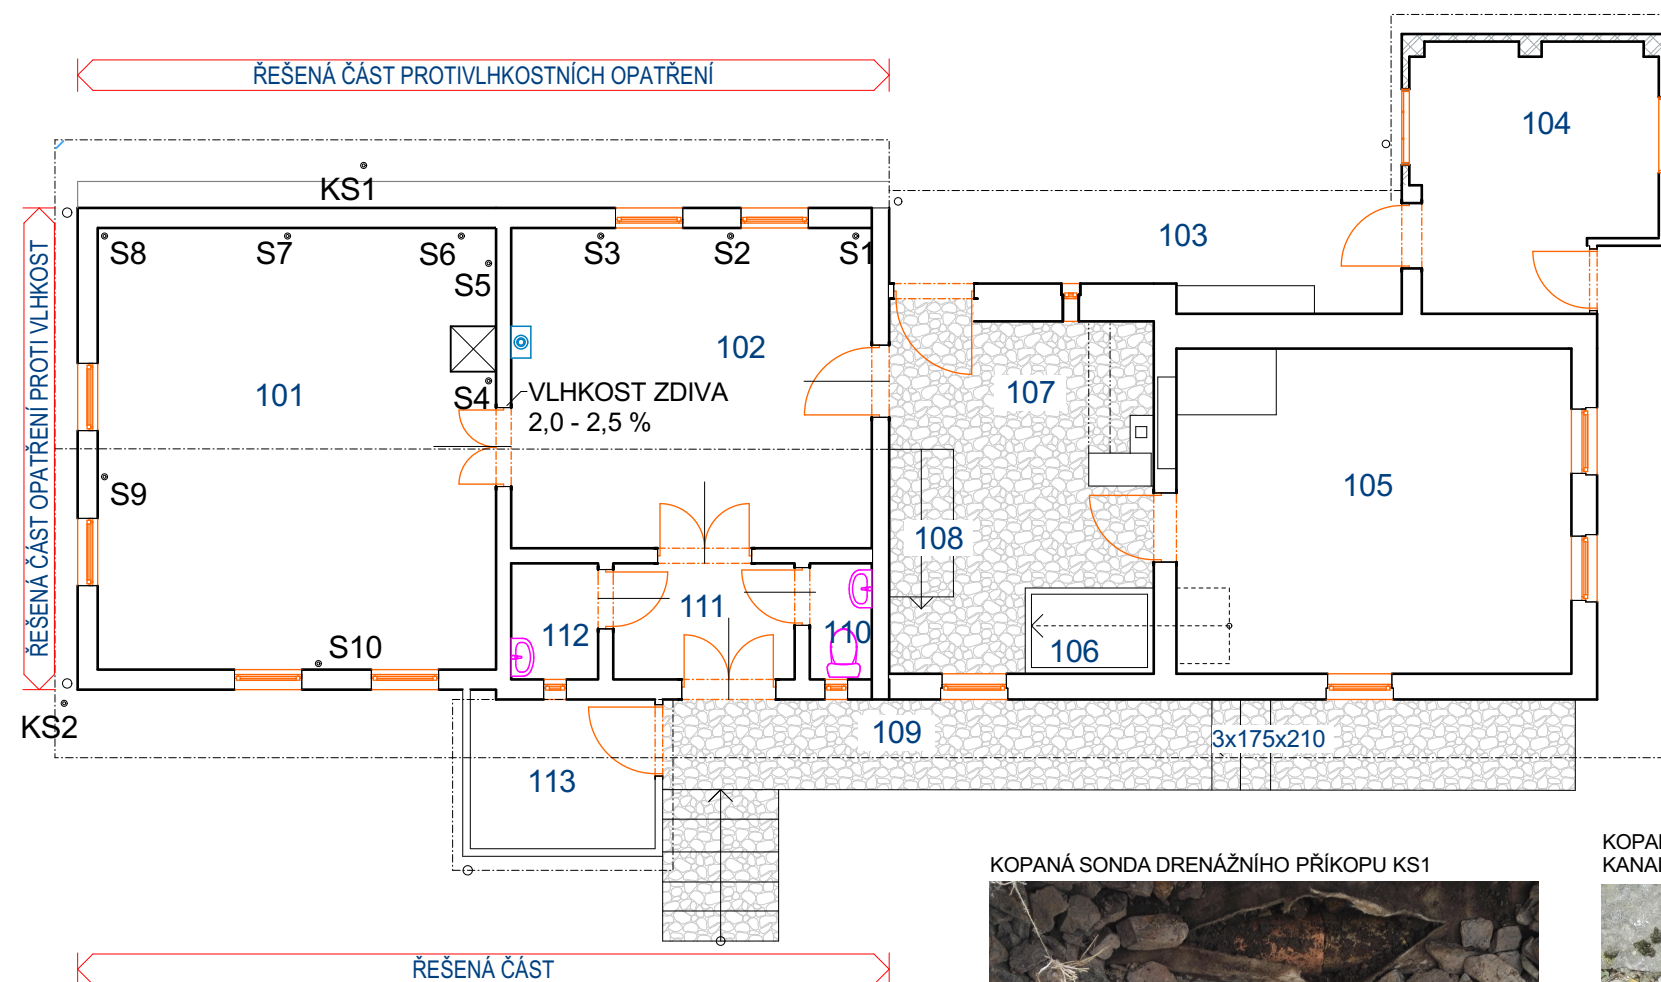 ŘEŠENÁ ČÁST PROTIVLHKOSTNÍCH OPATŘENÍ
104
KS1
103
S8
S7
S6
S5
S3
S2
S1
ŘEŠENÁ ČÁST OPATŘENÍ PROTI VLHKOST
102
101
S4
VLHKOST ZDIVA
2,0 - 2,5 %
107
105
S9
108
111
112
110
106
S10
KS2
109
3x175x210
113
KOPANÁ SONDA DRENÁŽNÍHO PŘÍKOPU KS1
ŘEŠENÁ ČÁST